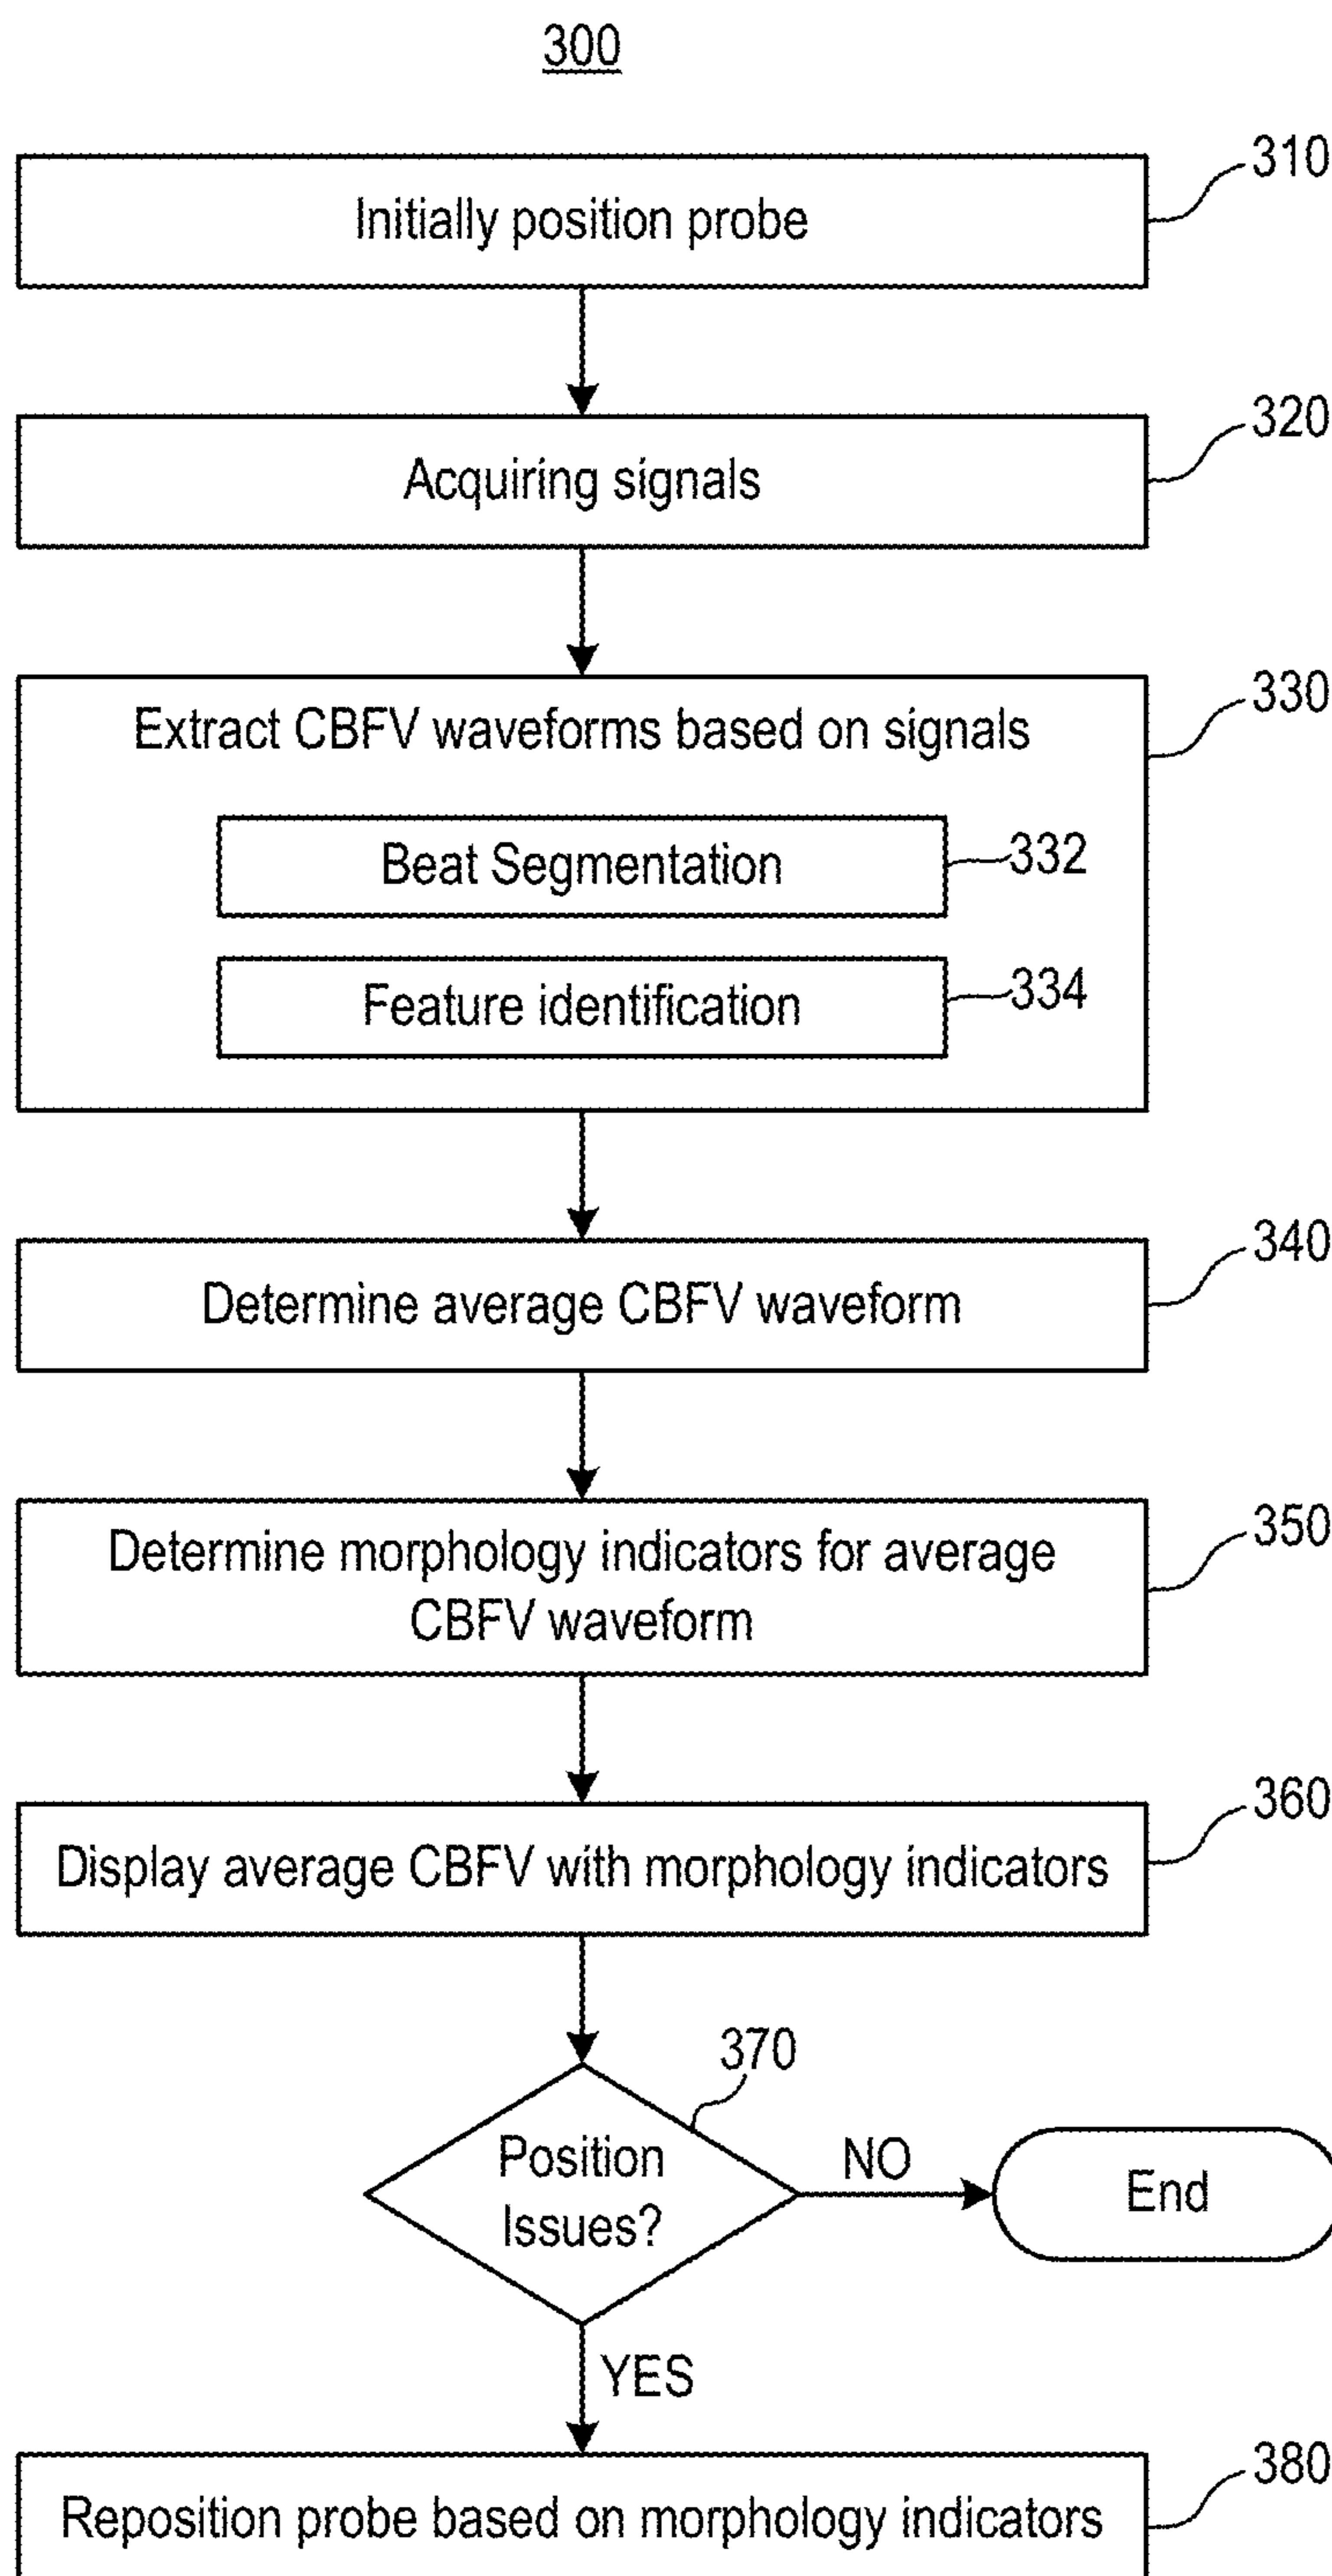 300
310
Initially position probe
320
Acquiring signals
330
Extract CBFV waveforms based on signals
Beat Segmentation
332
Feature identification
334
340
Determine average CBFV waveform
350
Determine morphology indicators for average
CBFV waveform
360
Display average CBFV with morphology indicators
370
Position
Issues?
NO
End
YES
380
Reposition probe based on morphology indicators